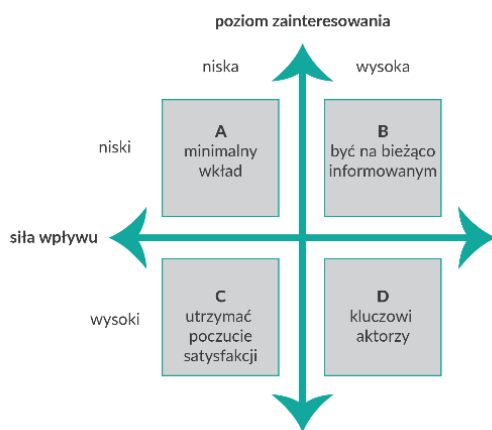 poziom zainteresowania
niska
wysoka
niski
A
minimalny
wkład
B
być na bieżąco
informowanym
siła wpływu
wysoki
C
utrzymać
poczucie
satysfakcji
D
kluczowi
aktorzy